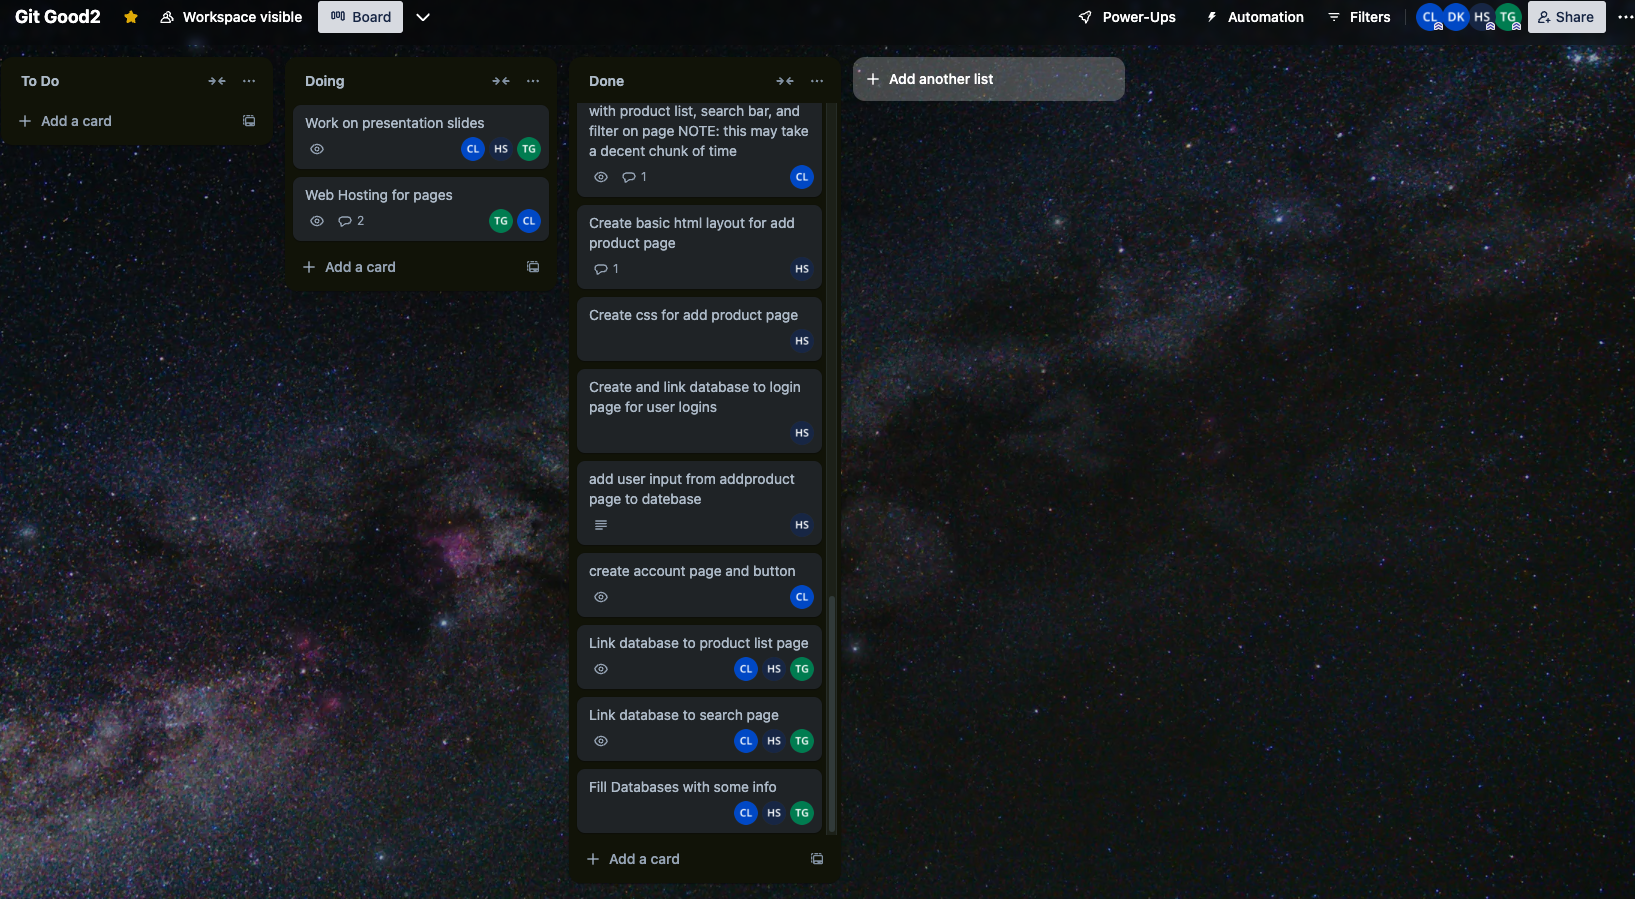 Git Good2
Workspace visible
Board
Power-Ups
Automation
Filters
CL
DK
HS
TG
Share
To Do
Add a card
Doing
Work on presentation slides
CL
HS
TG
Web Hosting for pages
2
TG
CL
Add a card
Done
with product list, search bar, and
filter on page NOTE: this may take
a decent chunk of time
1
CL
Create basic html layout for add
product page
1
HS
Create css for add product page
HS
Create and link database to login
page for user logins
HS
add user input from addproduct
page to datebase
HS
create account page and button
CL
Link database to product list page
CL
HS
TG
Link database to search page
CL
HS
TG
Fill Databases with some info
CL
HS
TG
Add a card
Add another list